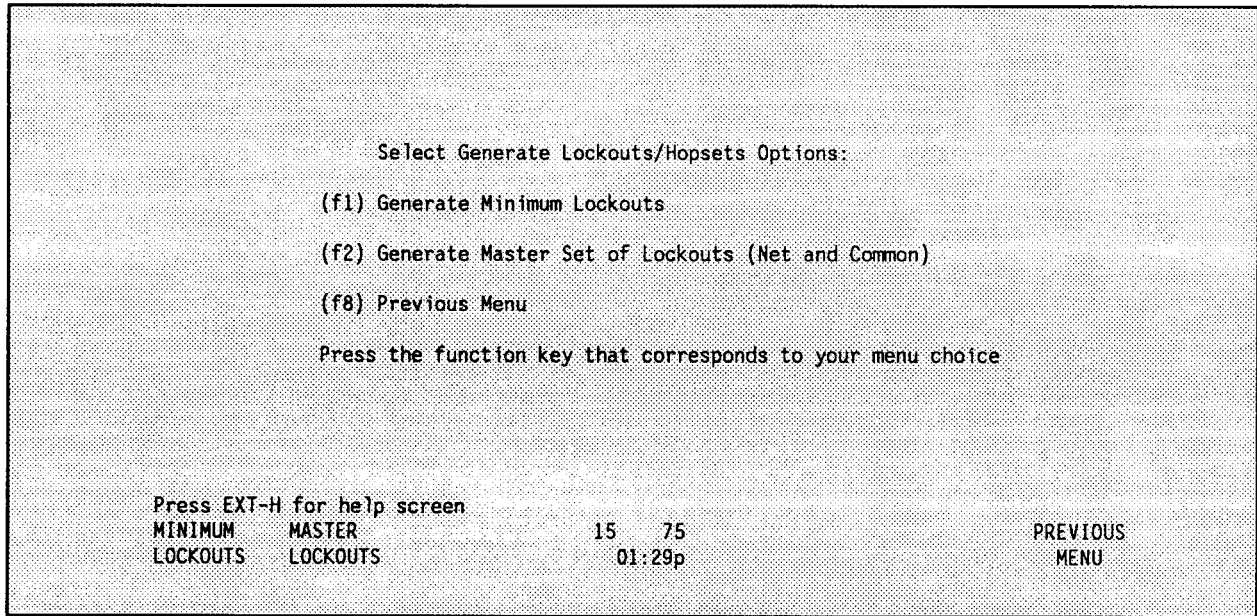 Select Generate Lockouts/Hopsets Options:
(f1) Generate Minimum Lockouts
(f2) Generate Master Set of Lockouts (Net and Common)
(f8) Previous Menu
Press the function key that corresponds to your menu choice
Press EXT-H for help screen
MINIMUM MASTER 15 75 PREVIOUS
LOCKOUTS LOCKOUTS 01:29p MENU